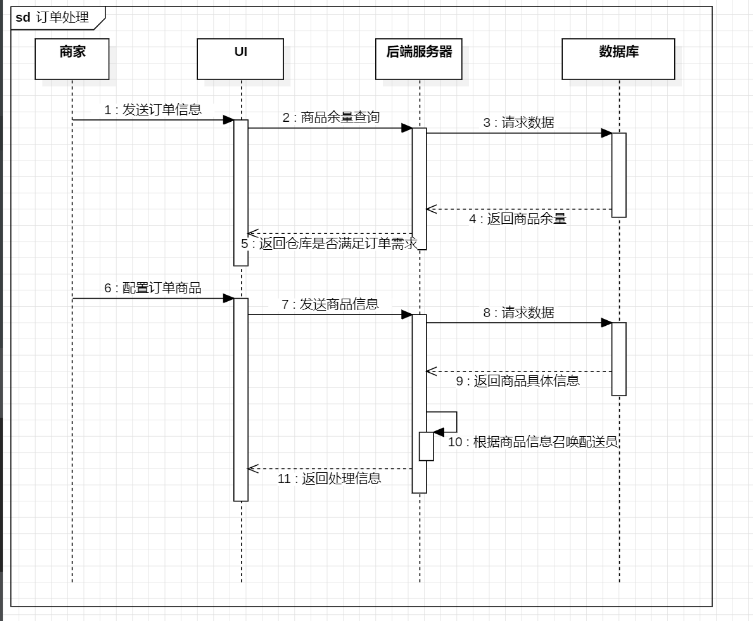 sd 订单处理
商家
UI
后端服务器
数据库
1 : 发送订单信息
2 : 商品余量查询
3 : 请求数据
4 : 返回商品余量
5 : 返回仓库是否满足订单需求
6 : 配置订单商品
7 : 发送商品信息
8 : 请求数据
9 : 返回商品具体信息
10 : 根据商品信息召唤配送员
11 : 返回处理信息